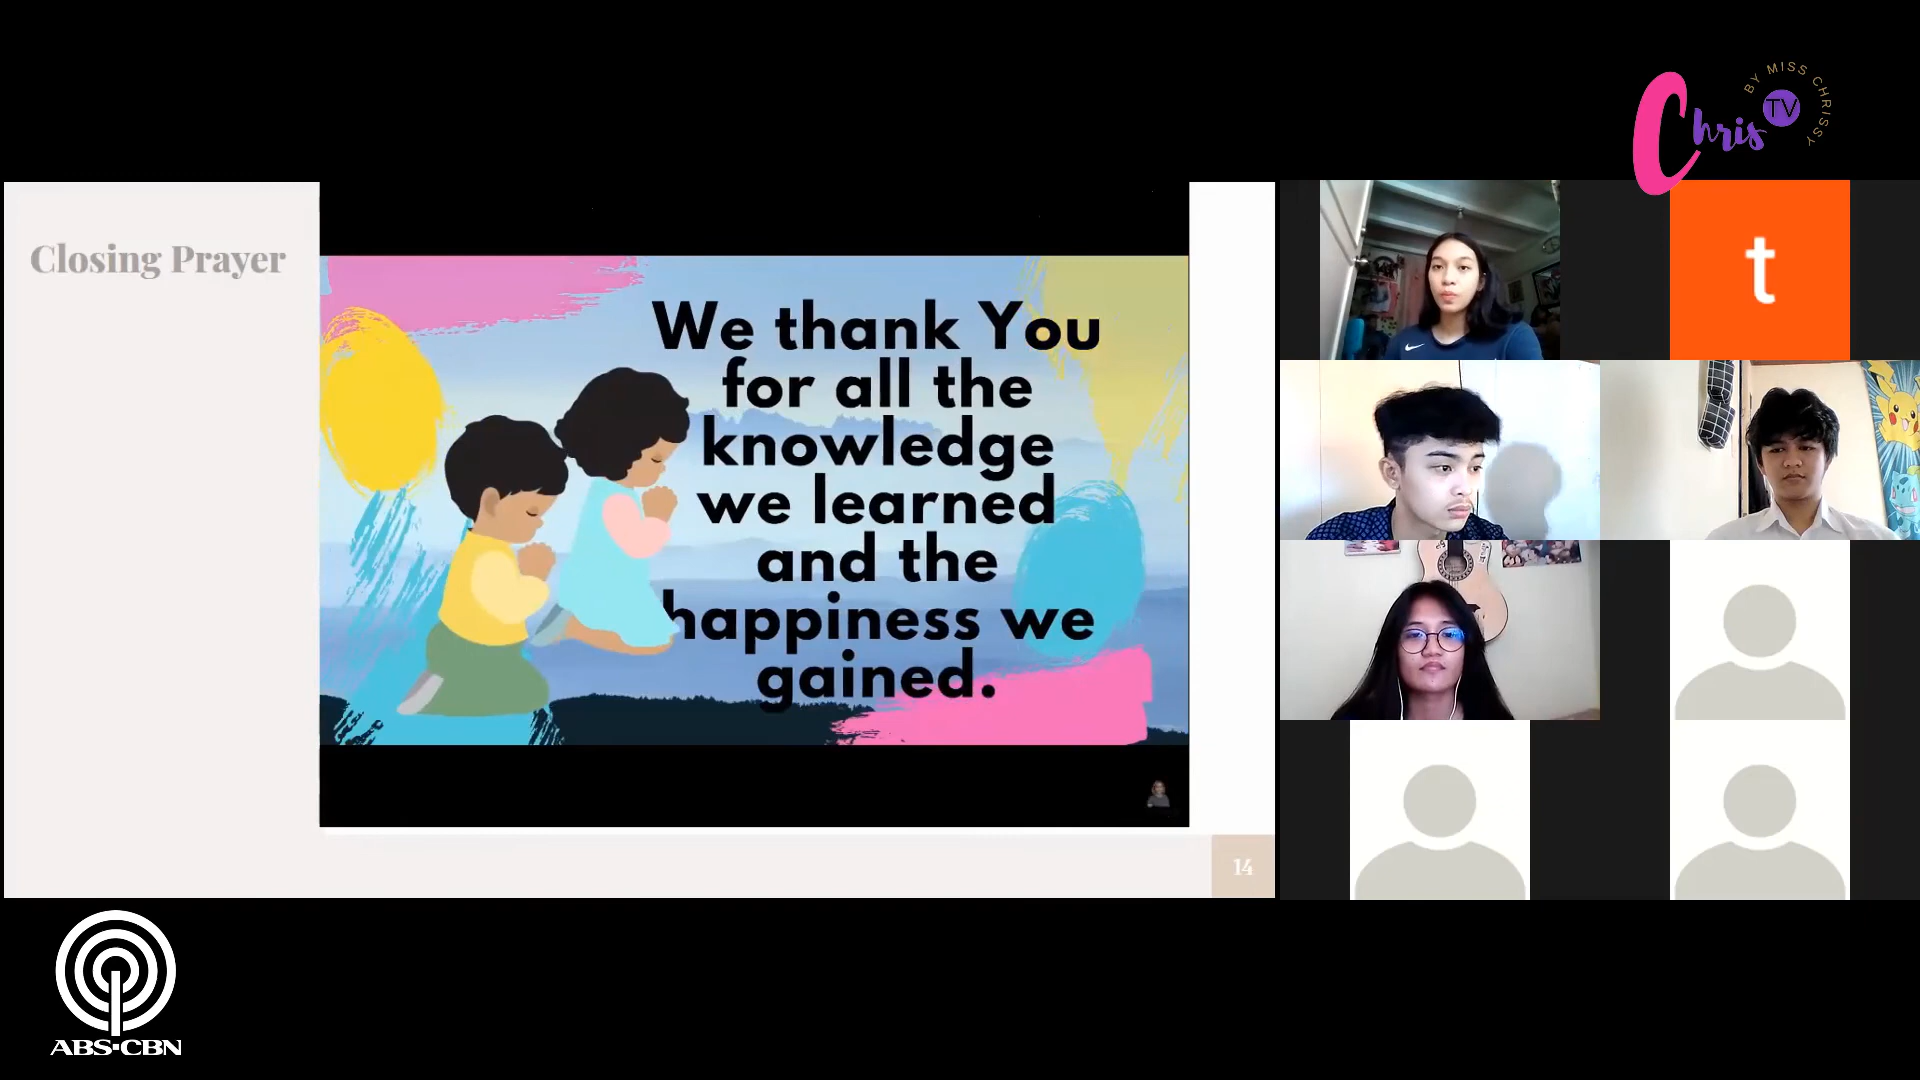 BY MISS CHRISSY
Chris TV
Closing Prayer
We thank You
for all the
knowledge
we learned
and the
happiness we
gained.
t
14
ABS-CBN